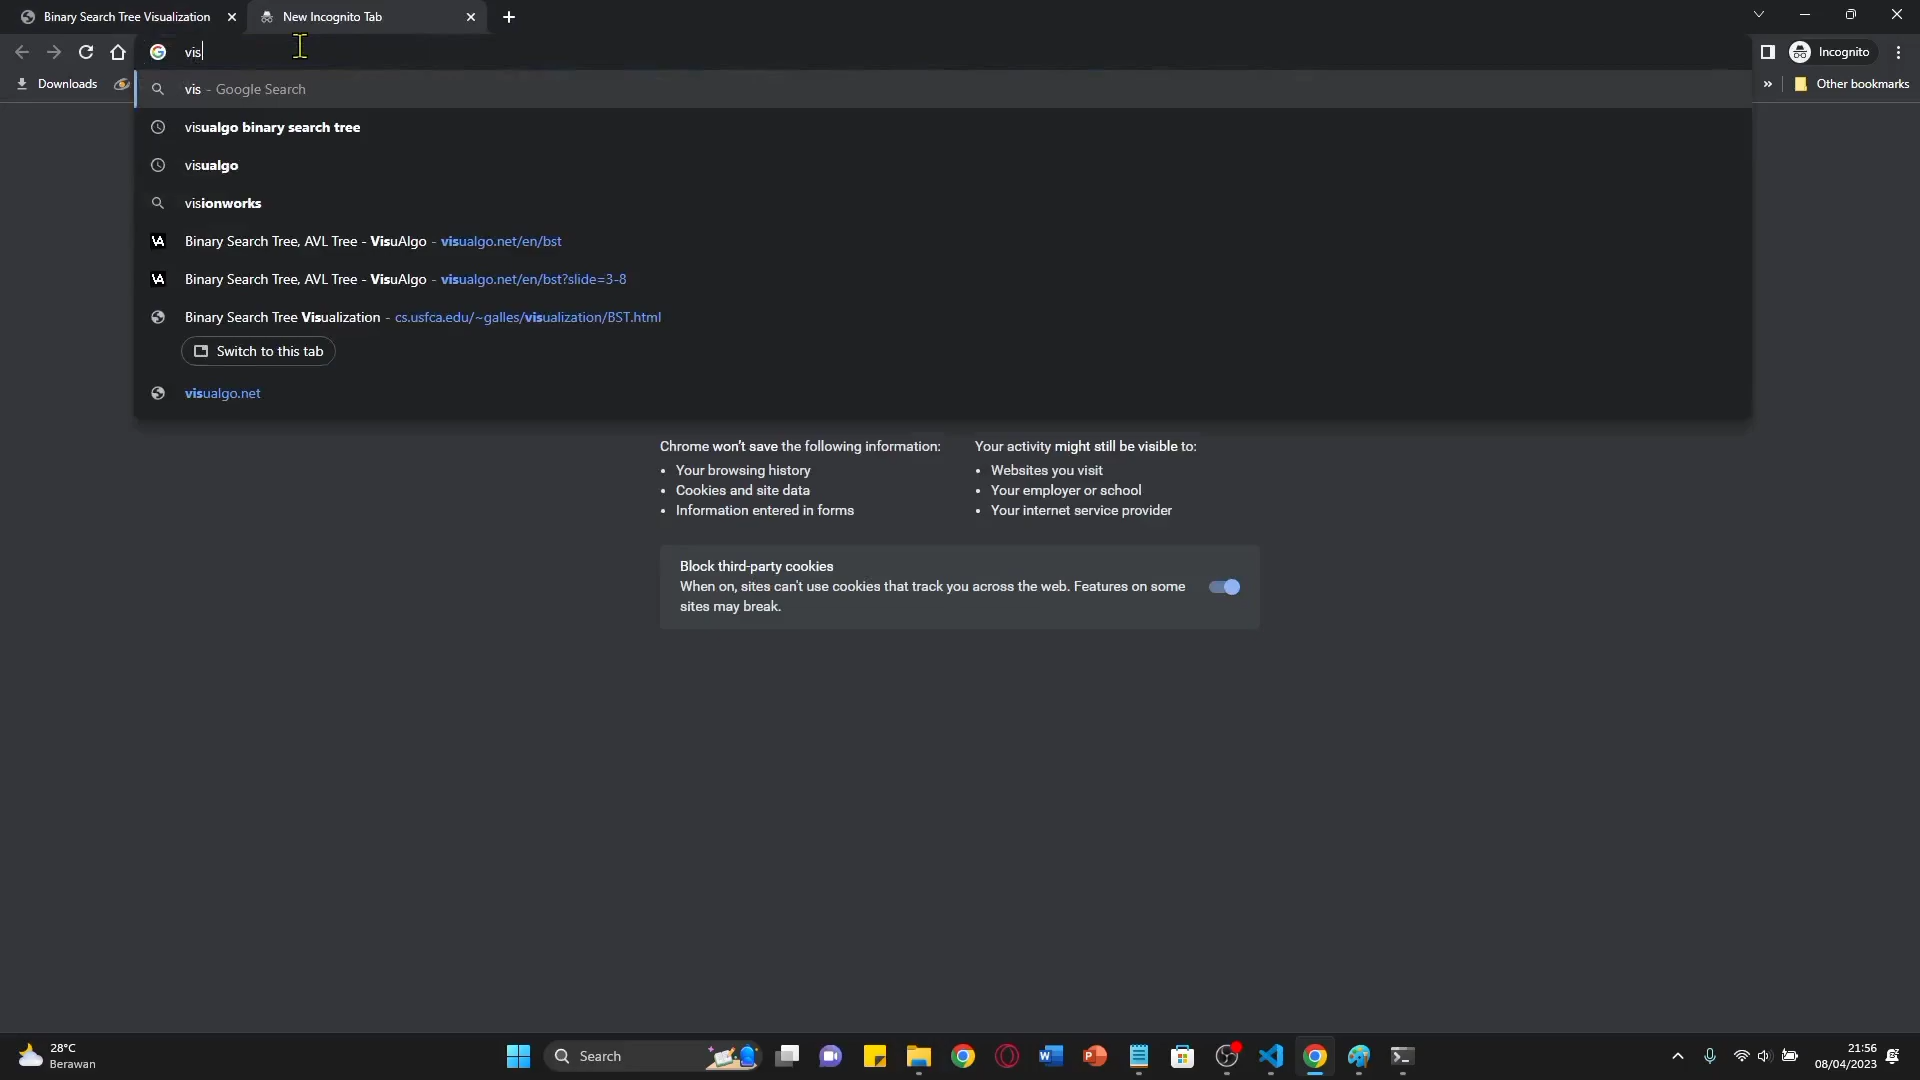 Binary Search Tree Visualization
New Incognito Tab
vis
Incognito
Downloads
Other bookmarks
vis - Google Search
visualgo binary search tree
visualgo
visionworks
Binary Search Tree, AVL Tree - VisuAlgo - visualgo.net/en/bst
Binary Search Tree, AVL Tree - VisuAlgo - visualgo.net/en/bst?slide=3-8
Binary Search Tree Visualization - cs.usfca.edu/~galles/visualization/BST.html
Switch to this tab
visualgo.net
Chrome won't save the following information:
• Your browsing history
• Cookies and site data
• Information entered in forms
Your activity might still be visible to:
• Websites you visit
• Your employer or school
• Your internet service provider
Block third-party cookies
When on, sites can't use cookies that track you across the web. Features on some
sites may break.
28°C
Berawan
Search
21:56
08/04/2023